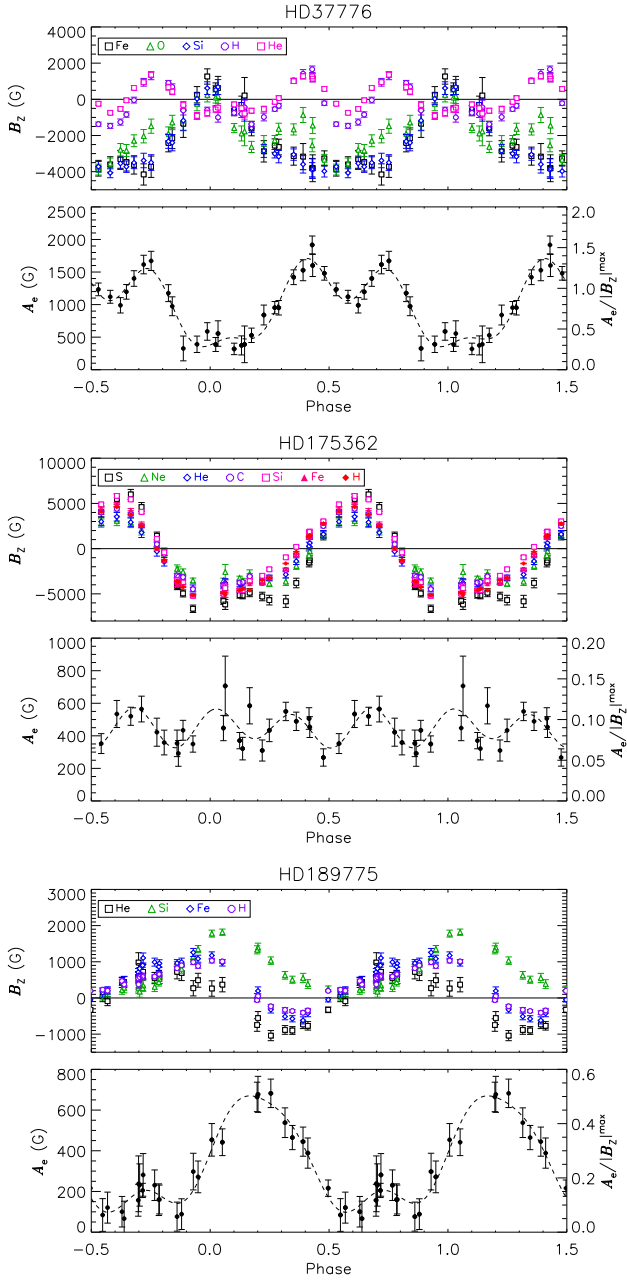 HD37776
Fe O Si H He
4000
2000
0
−2000
−4000
B_z (G)
2500
2000
1500
1000
500
0
A_e (G)
2.0
1.5
1.0
0.5
0.0
A_e/|B_z|^max
−0.5 0.0 0.5 1.0 1.5
Phase
HD175362
S Ne He C Si Fe H
10000
5000
0
−5000
B_z (G)
1000
800
600
400
200
0
A_e (G)
0.20
0.15
0.10
0.05
0.00
A_e/|B_z|^max
−0.5 0.0 0.5 1.0 1.5
Phase
HD189775
He Si Fe H
3000
2000
1000
0
−1000
B_z (G)
800
600
400
200
0
A_e (G)
0.6
0.4
0.2
0.0
A_e/|B_z|^max
−0.5 0.0 0.5 1.0 1.5
Phase